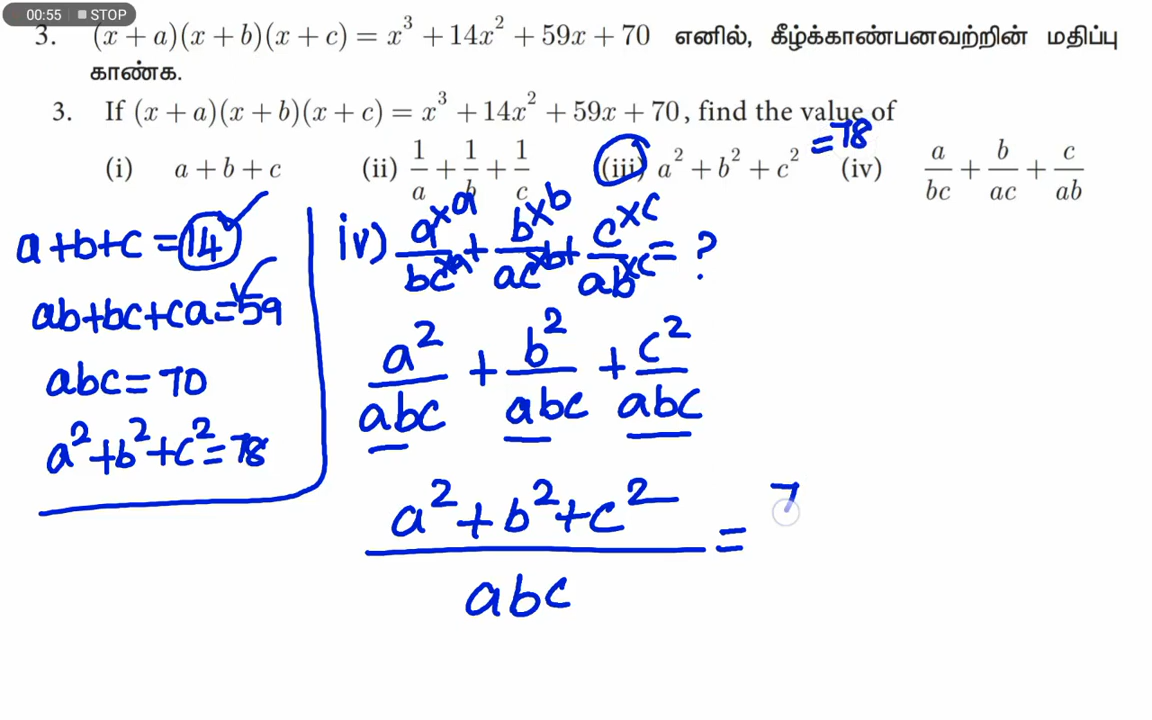 00:55 STOP
3. (x + a)(x + b)(x + c) = x³ + 14x² + 59x + 70 எனில், கீழ்க்காண்பனவற்றின் மதிப்பு
காண்க.
3. If (x + a)(x + b)(x + c) = x³ + 14x² + 59x + 70, find the value of
(i) a + b + c (ii) 1/a + 1/b + 1/c (iii) a² + b² + c² =78 (iv) a/bc + b/ac + c/ab
a+b+c=14
ab+bc+ca=59
abc=70
a²+b²+c²=78
iv) a×a/bc×a + b×b/ac×b + c×c/ab×c = ?
a²/abc + b²/abc + c²/abc
a²+b²+c²/abc = 7